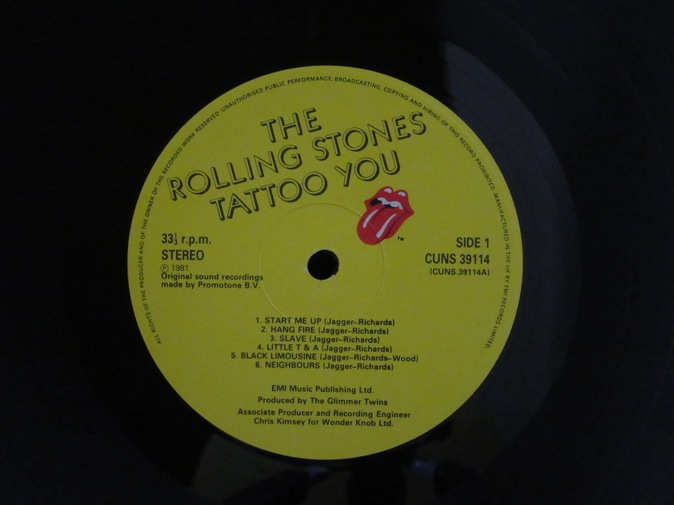 ALL RIGHTS OF THE PRODUCER AND OF THE OWNER OF THE RECORDED WORK RESERVED. UNAUTHORISED PUBLIC PERFORMANCE, BROADCASTING, COPYING AND HIRING OF THIS RECORD PROHIBITED. MANUFACTURED IN THE UK BY EMI RECORDS LIMITED.
THE
ROLLING STONES
TATTOO YOU
TM
33⅓ r.p.m.
STEREO
℗ 1981
Original sound recordings
made by Promotone B.V.
SIDE 1
CUNS 39114
(CUNS.39114A)
1. START ME UP (Jagger-Richards)
2. HANG FIRE (Jagger-Richards)
3. SLAVE (Jagger-Richards)
4. LITTLE T & A (Jagger-Richards)
5. BLACK LIMOUSINE (Jagger-Richards-Wood)
6. NEIGHBOURS (Jagger-Richards)
EMI Music Publishing Ltd.
Produced by The Glimmer Twins
Associate Producer and Recording Engineer
Chris Kimsey for Wonder Knob Ltd.